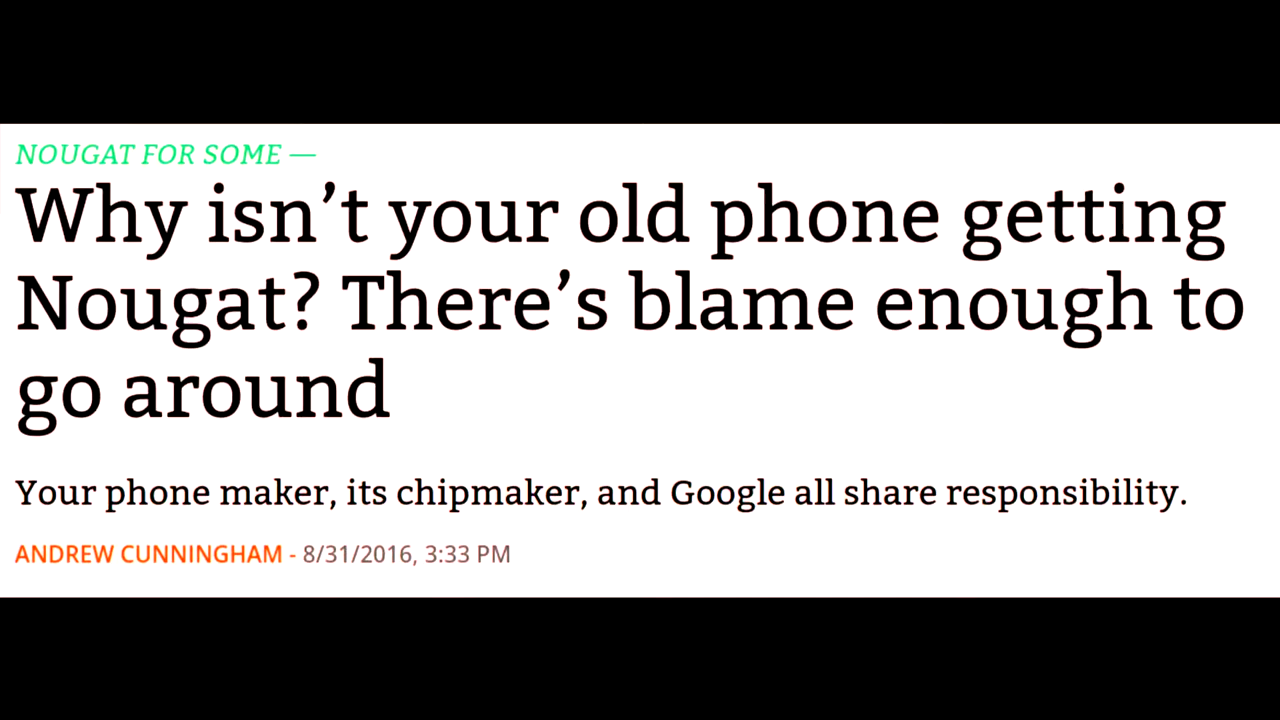 NOUGAT FOR SOME —
Why isn’t your old phone getting
Nougat? There’s blame enough to
go around
Your phone maker, its chipmaker, and Google all share responsibility.
ANDREW CUNNINGHAM - 8/31/2016, 3:33 PM